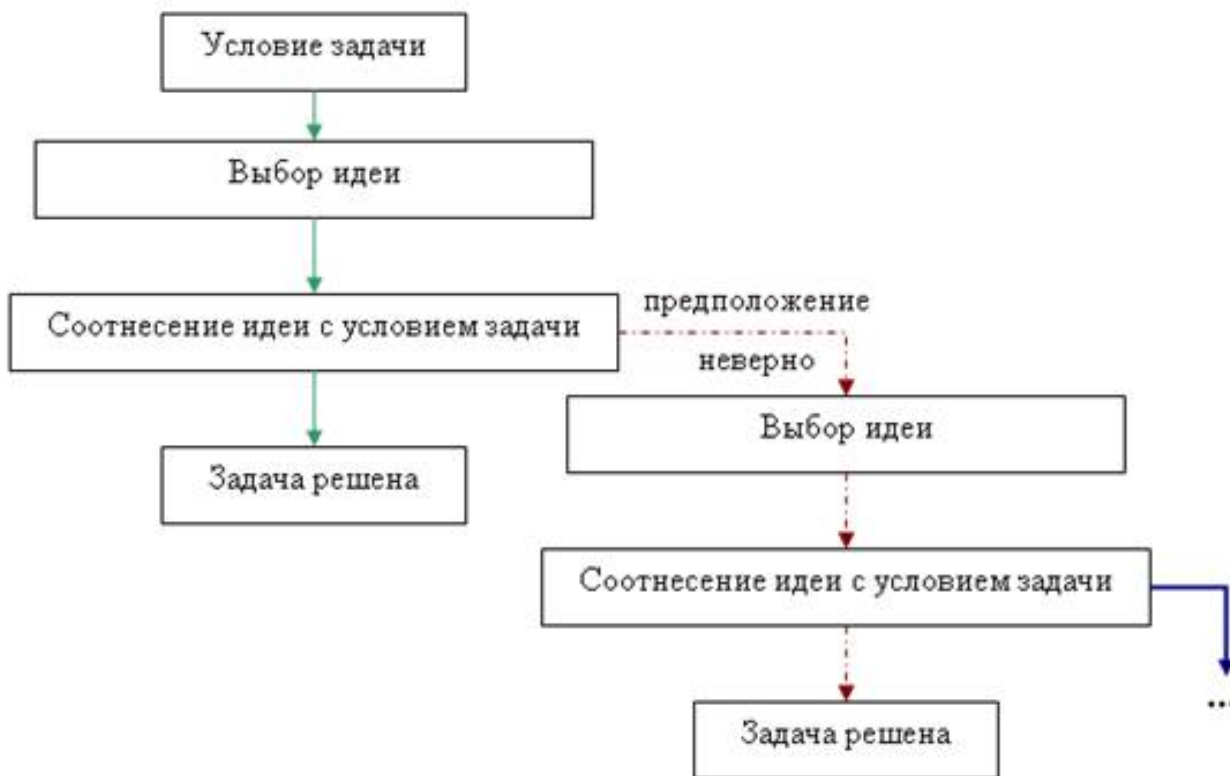 Условие задачи
Выбор идеи
Соотнесение идеи с условием задачи
предположение
неверно
Задача решена
Выбор идеи
Соотнесение идеи с условием задачи
...
Задача решена